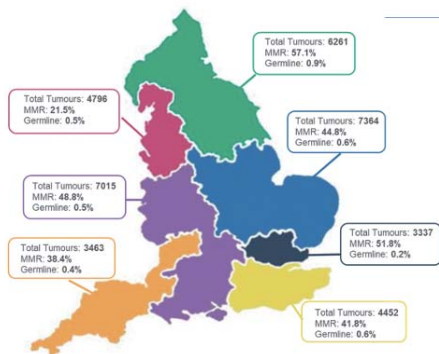 Total Tumours: 6261
MMR: 57.1%
Germline: 0.9%
Total Tumours: 4796
MMR: 21.5%
Germline: 0.5%
Total Tumours: 7364
MMR: 44.8%
Germline: 0.6%
Total Tumours: 7015
MMR: 48.8%
Germline: 0.5%
Total Tumours: 3337
MMR: 51.8%
Germline: 0.2%
Total Tumours: 3463
MMR: 38.4%
Germline: 0.4%
Total Tumours: 4452
MMR: 41.8%
Germline: 0.6%